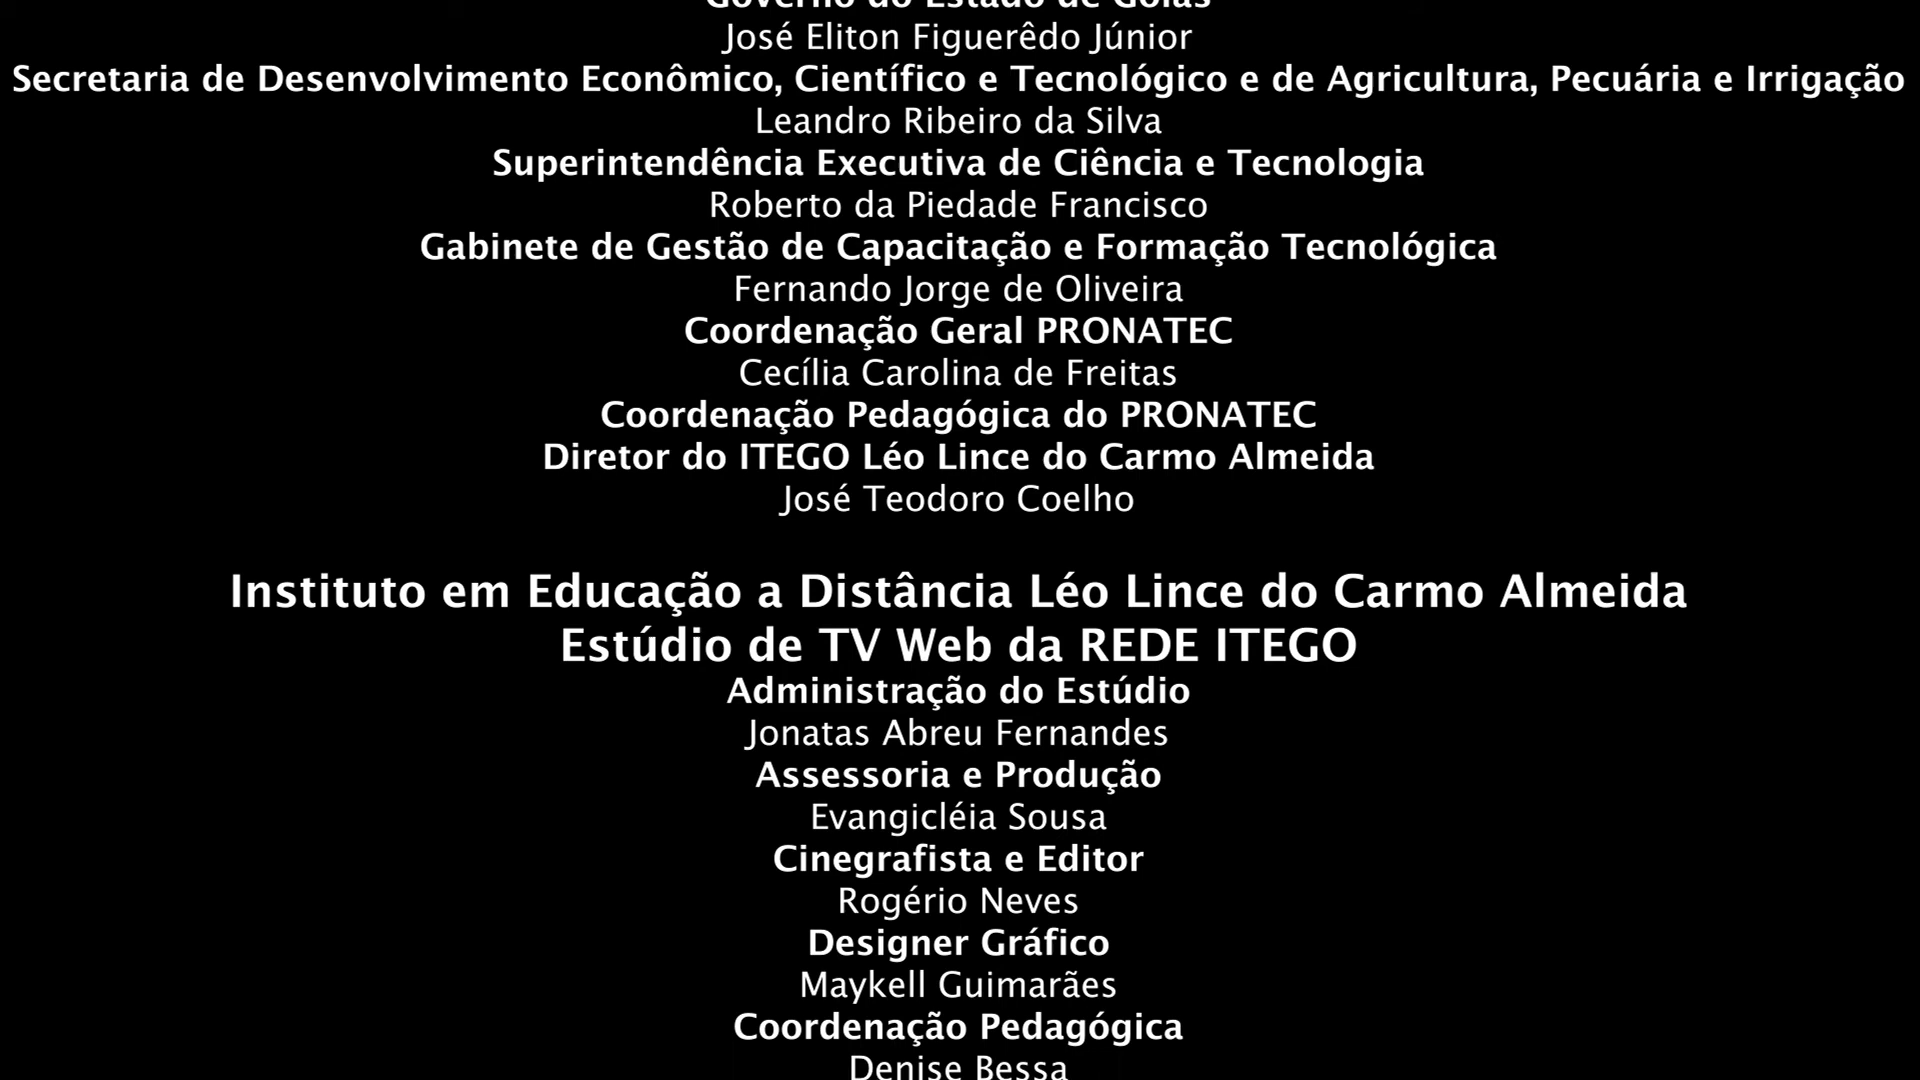 Governo do Estado de Goiás
José Eliton Figuerêdo Júnior
Secretaria de Desenvolvimento Econômico, Científico e Tecnológico e de Agricultura, Pecuária e Irrigação
Leandro Ribeiro da Silva
Superintendência Executiva de Ciência e Tecnologia
Roberto da Piedade Francisco
Gabinete de Gestão de Capacitação e Formação Tecnológica
Fernando Jorge de Oliveira
Coordenação Geral PRONATEC
Cecília Carolina de Freitas
Coordenação Pedagógica do PRONATEC
Diretor do ITEGO Léo Lince do Carmo Almeida
José Teodoro Coelho
Instituto em Educação a Distância Léo Lince do Carmo Almeida
Estúdio de TV Web da REDE ITEGO
Administração do Estúdio
Jonatas Abreu Fernandes
Assessoria e Produção
Evangicléia Sousa
Cinegrafista e Editor
Rogério Neves
Designer Gráfico
Maykell Guimarães
Coordenação Pedagógica
Denise Bessa